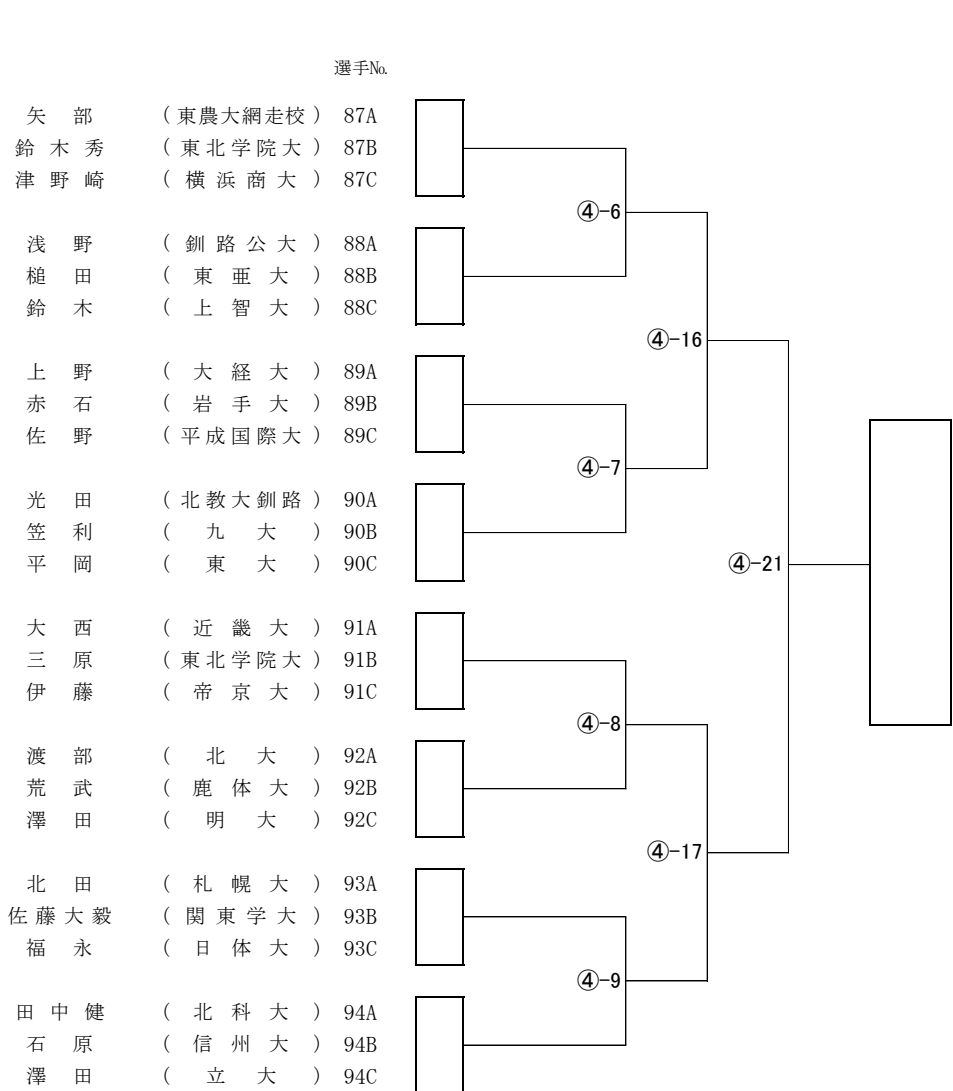 選手№
矢部 (東農大網走校) 87A
鈴木秀 (東北学院大) 87B
津野崎 (横浜商大) 87C
④-6
浅野 (釧路公大) 88A
槌田 (東亜大) 88B
鈴木 (上智大) 88C
④-16
上野 (大経大) 89A
赤石 (岩手大) 89B
佐野 (平成国際大) 89C
④-7
光田 (北教大釧路) 90A
笠利 (九大) 90B
平岡 (東大) 90C
④-21
大西 (近畿大) 91A
三原 (東北学院大) 91B
伊藤 (帝京大) 91C
④-8
渡部 (北大) 92A
荒武 (鹿体大) 92B
澤田 (明大) 92C
④-17
北田 (札幌大) 93A
佐藤大毅 (関東学大) 93B
福永 (日体大) 93C
④-9
田中健 (北科大) 94A
石原 (信州大) 94B
澤田 (立大) 94C